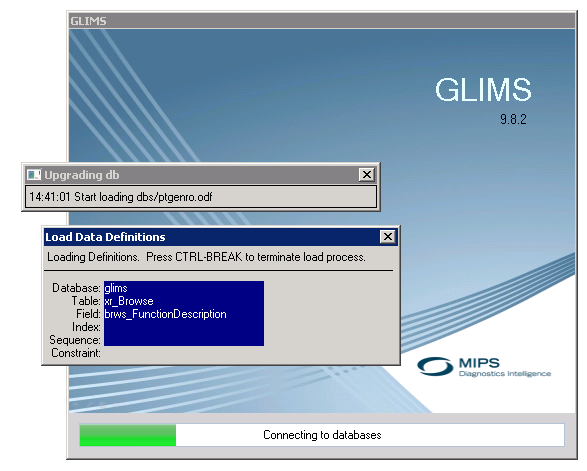 GLIMS
GLIMS
9.8.2
Upgrading db
14:41:01 Start loading dbs/ptgenro.odf
Load Data Definitions
Loading Definitions. Press CTRL-BREAK to terminate load process.
Database: glims
Table: xr_Browse
Field: brws_FunctionDescription
Index:
Sequence:
Constraint:
MIPS
Diagnostics Intelligence
Connecting to databases